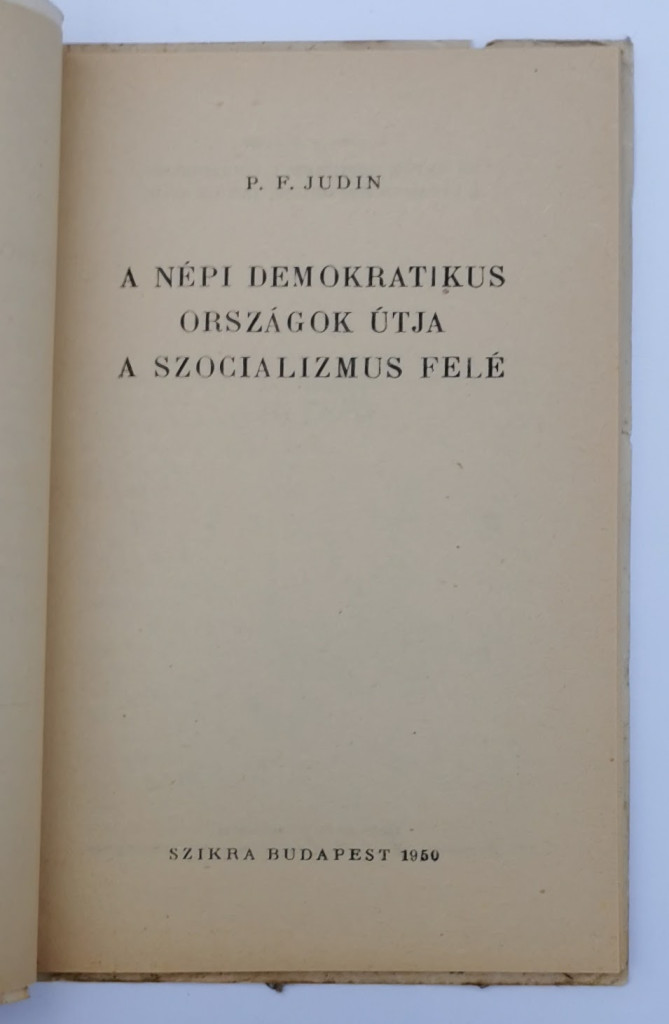 P. F. JUDIN
A NÉPI DEMOKRATIKUS
ORSZÁGOK ÚTJA
A SZOCIALIZMUS FELÉ
SZIKRA BUDAPEST 1950